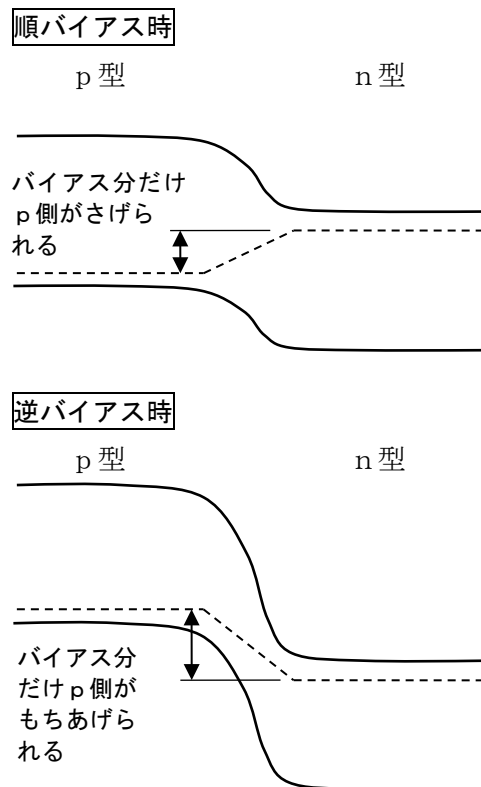 順バイアス時
p型
n型
バイアス分だけ
p側がさげら
れる
逆バイアス時
p型
n型
バイアス分
だけp側が
もちあげら
れる